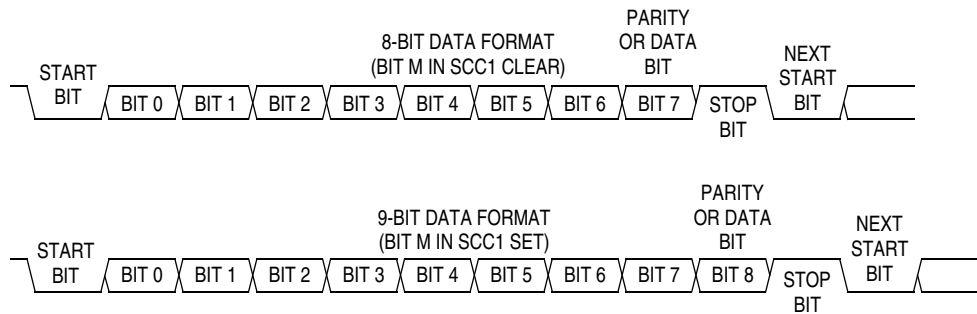 8-BIT DATA FORMAT
(BIT M IN SCC1 CLEAR)
PARITY
OR DATA
BIT
START
BIT
BIT 0 BIT 1 BIT 2 BIT 3 BIT 4 BIT 5 BIT 6 BIT 7
STOP
BIT
NEXT
START
BIT
9-BIT DATA FORMAT
(BIT M IN SCC1 SET)
PARITY
OR DATA
BIT
START
BIT
BIT 0 BIT 1 BIT 2 BIT 3 BIT 4 BIT 5 BIT 6 BIT 7 BIT 8
STOP
BIT
NEXT
START
BIT